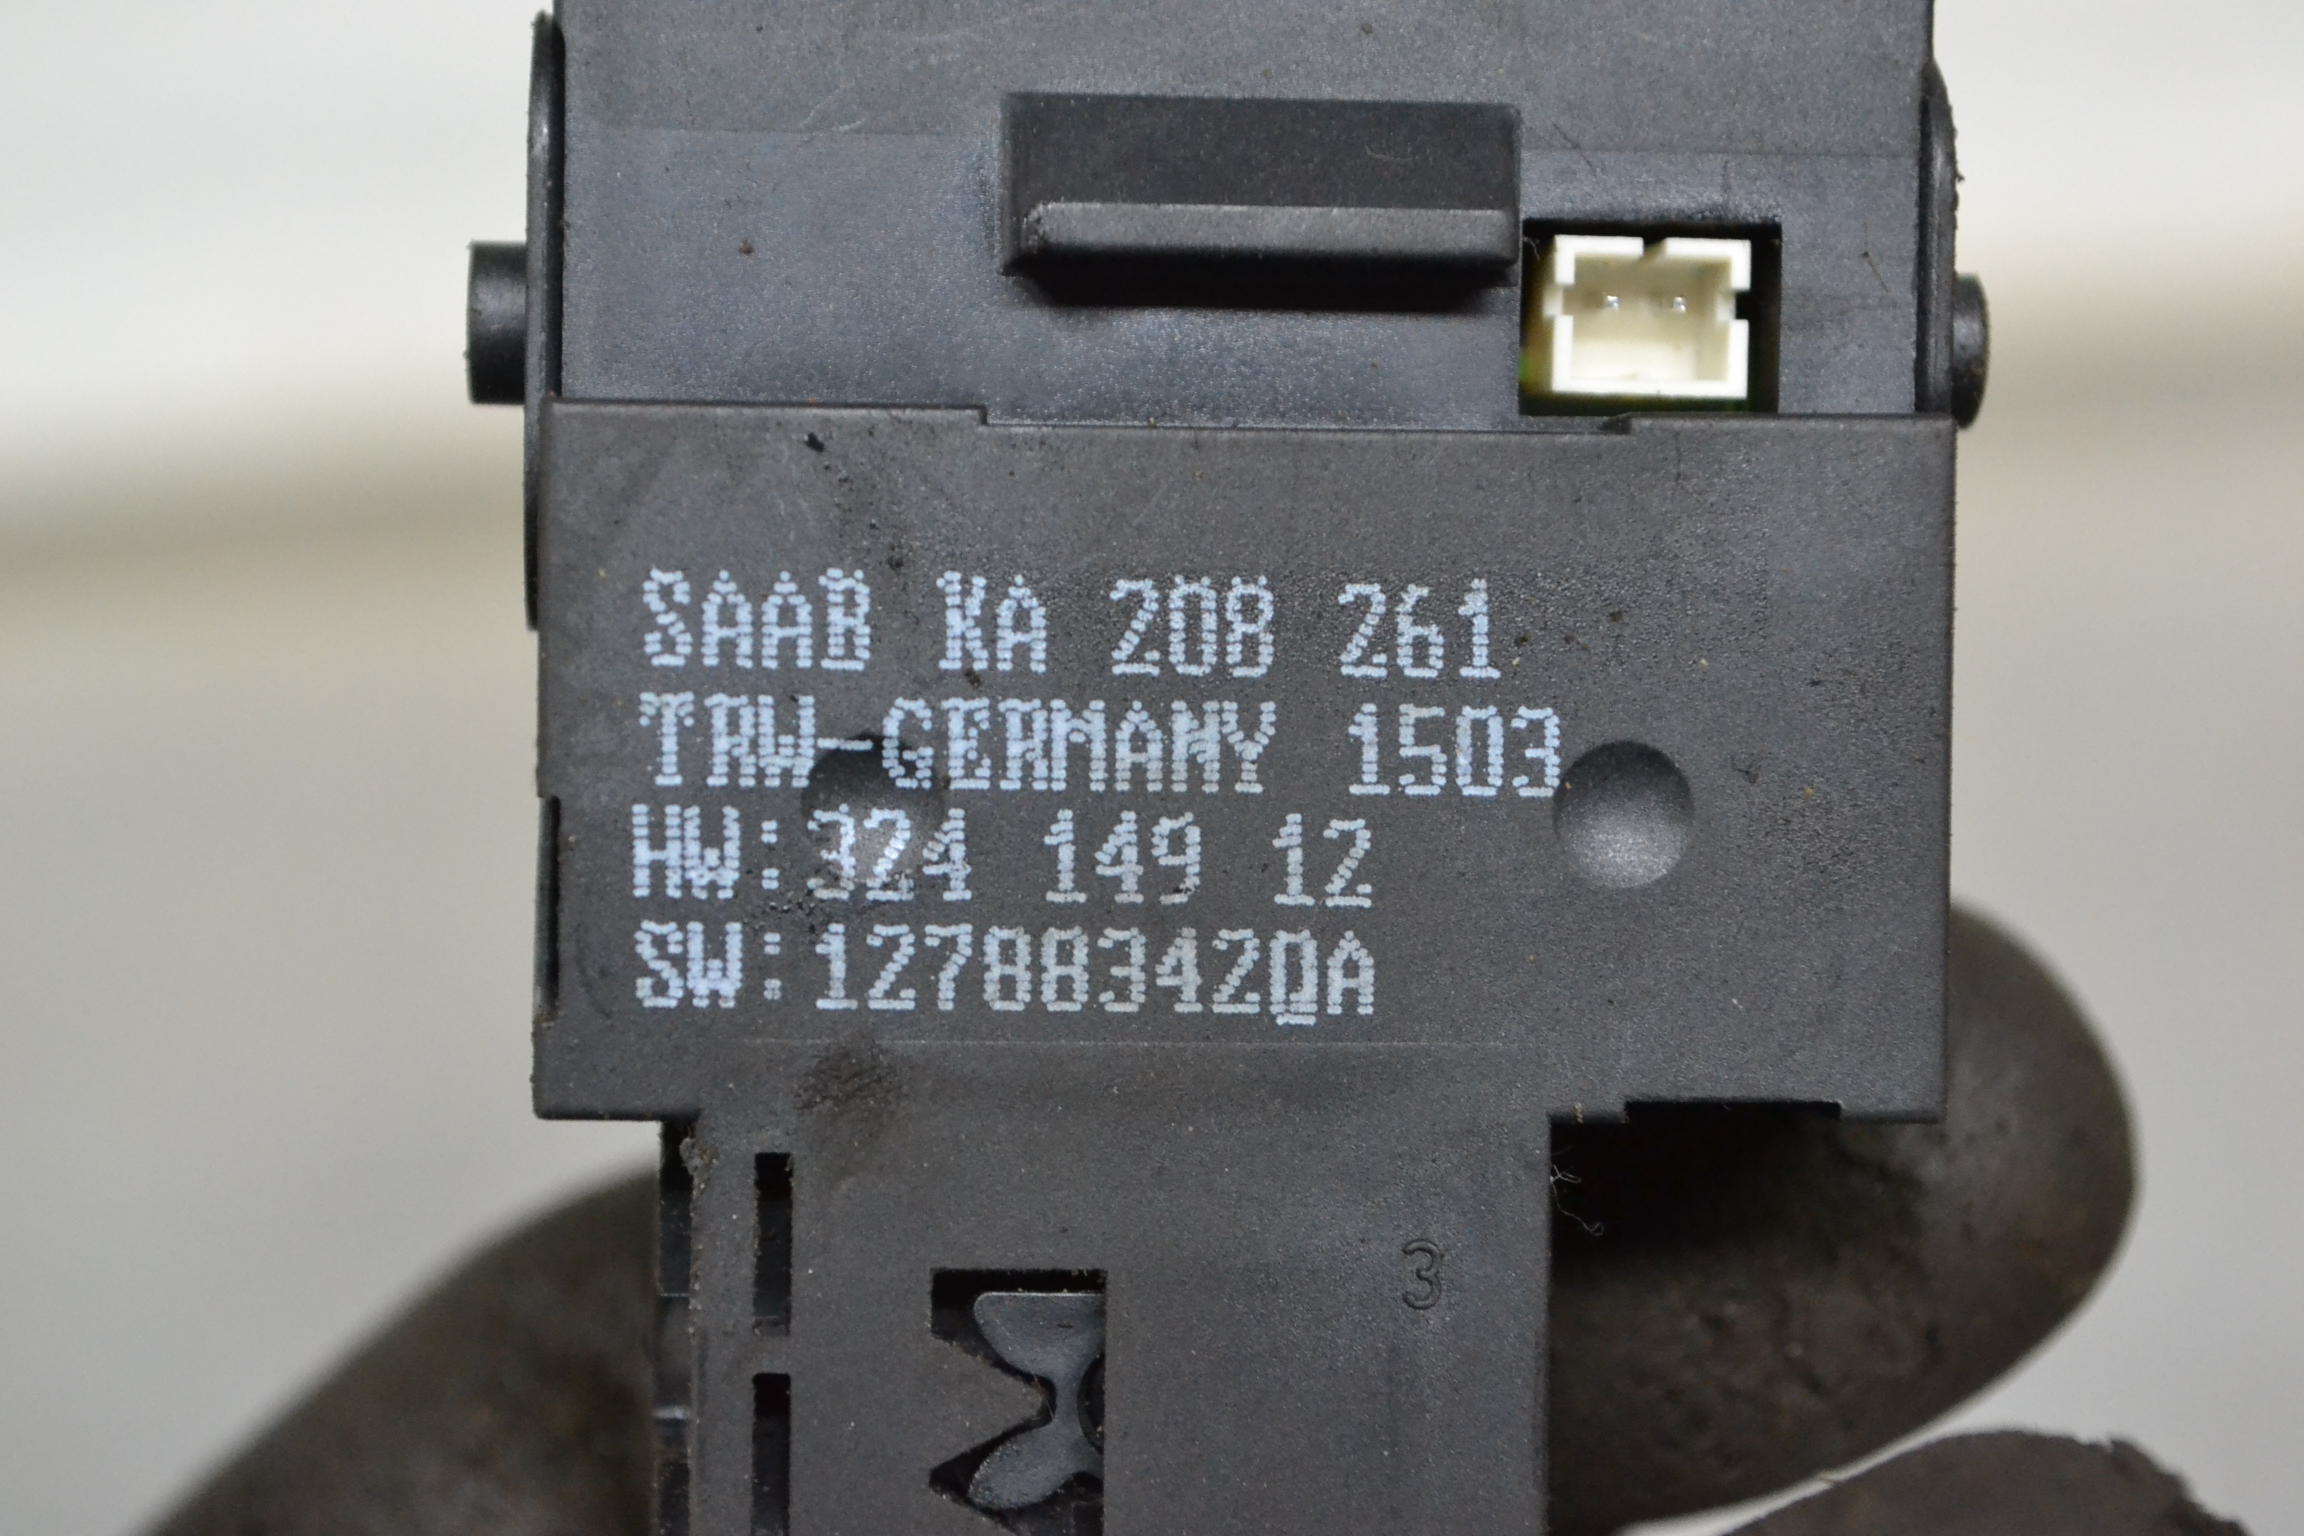 SAAB KA 208 261
TRW-GERMANY 1503
HW:324 149 12
SW:12788342QA
3